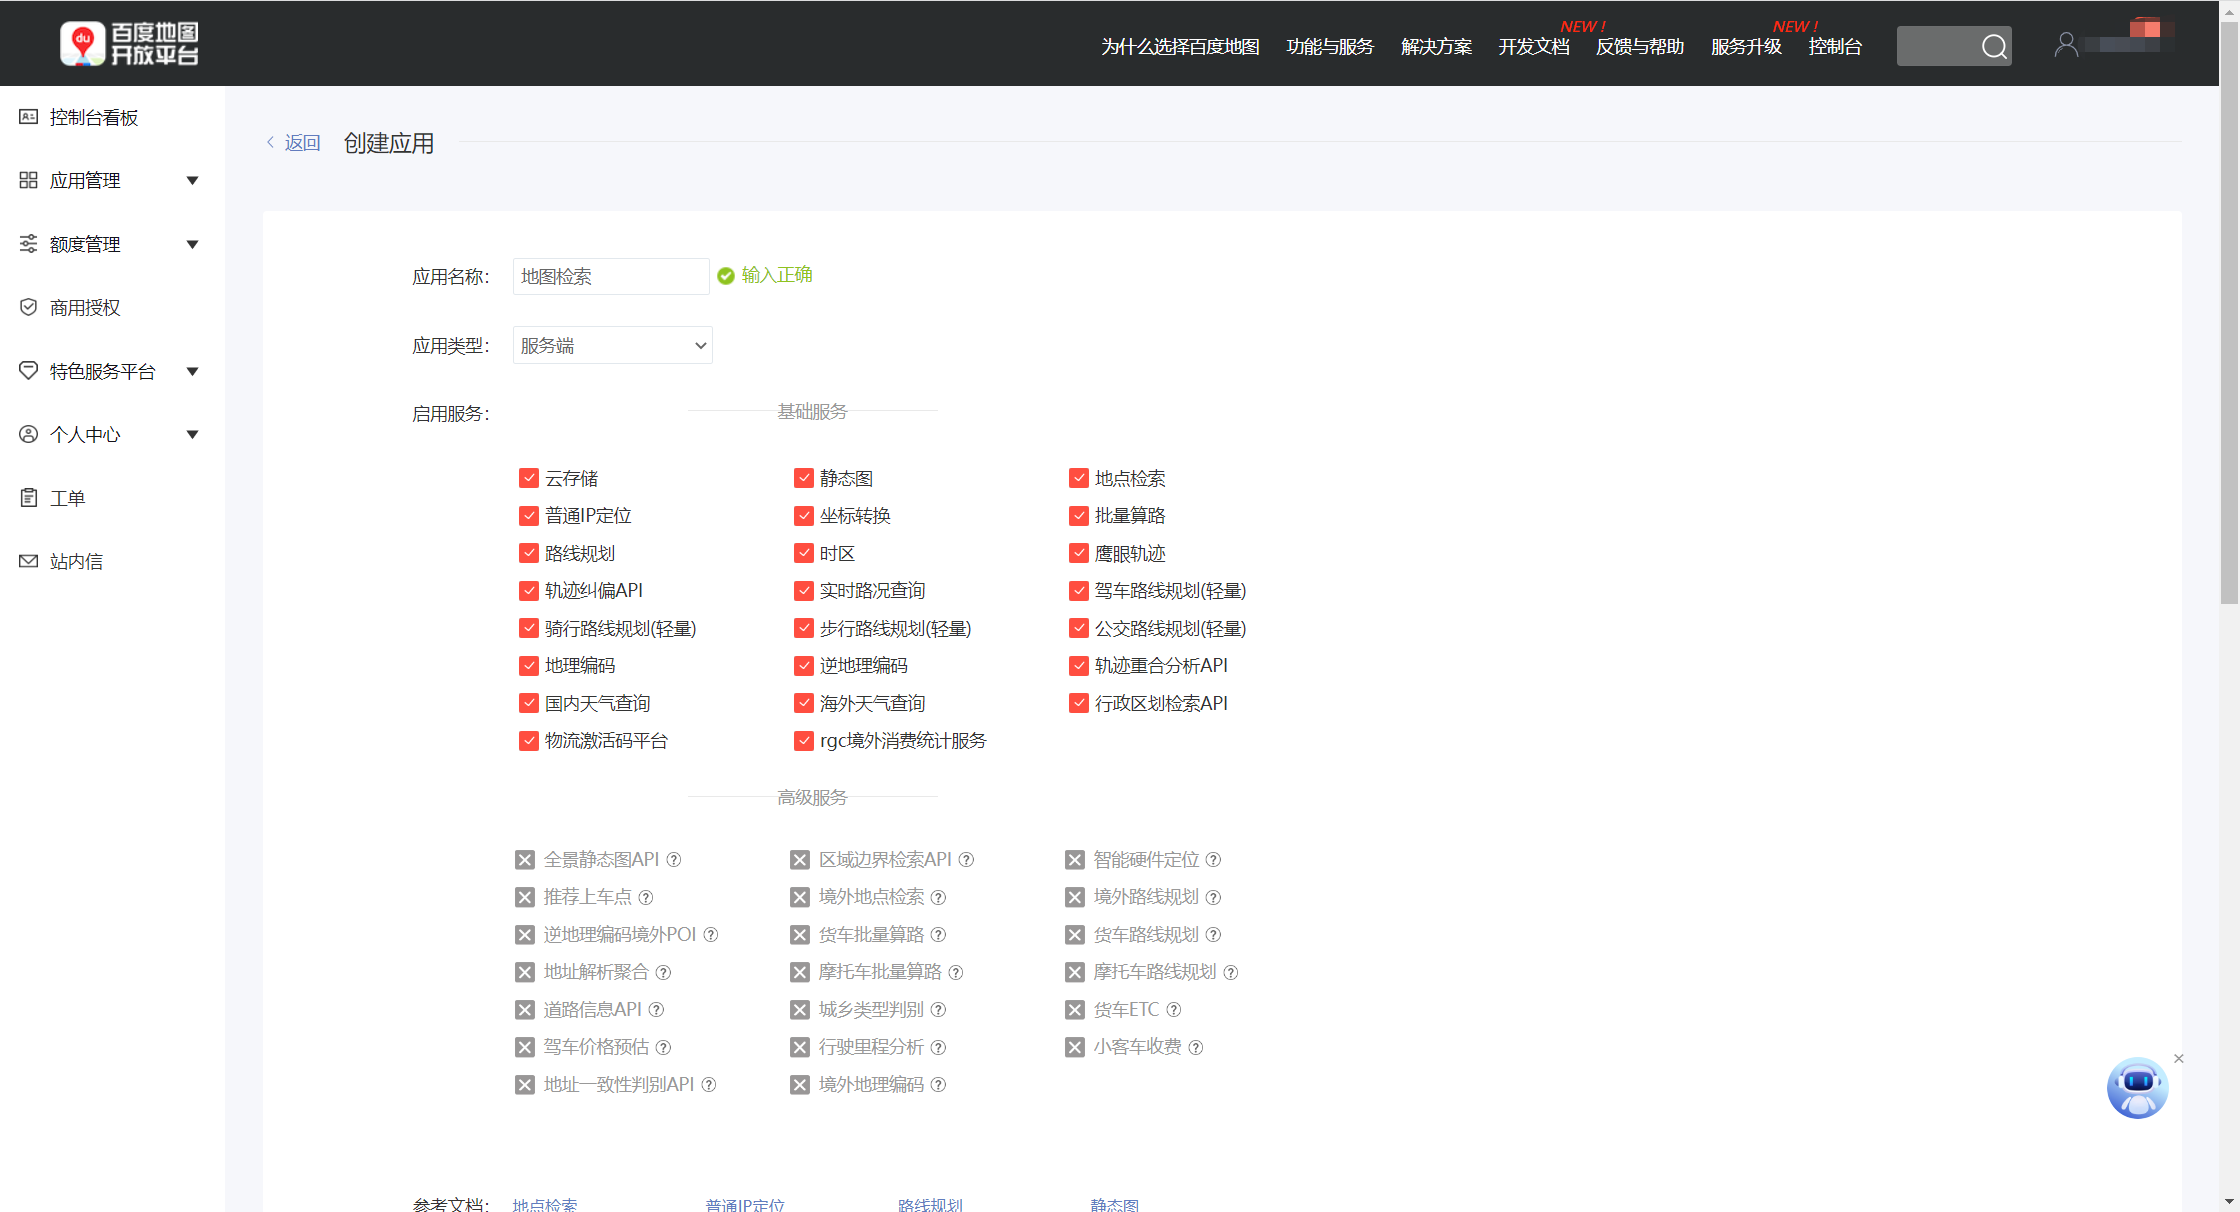 百度地图
开放平台
du
为什么选择百度地图 功能与服务 解决方案 开发文档 NEW ! 反馈与帮助 服务升级 NEW ! 控制台
控制台看板
应用管理
额度管理
商用授权
特色服务平台
个人中心
工单
站内信
返回 创建应用
应用名称： 地图检索 输入正确
应用类型： 服务端
启用服务： 基础服务
云存储 静态图 地点检索
普通IP定位 坐标转换 批量算路
路线规划 时区 鹰眼轨迹
轨迹纠偏API 实时路况查询 驾车路线规划(轻量)
骑行路线规划(轻量) 步行路线规划(轻量) 公交路线规划(轻量)
地理编码 逆地理编码 轨迹重合分析API
国内天气查询 海外天气查询 行政区划检索API
物流激活码平台 rgc境外消费统计服务
高级服务
全景静态图API ? 区域边界检索API ? 智能硬件定位 ?
推荐上车点 ? 境外地点检索 ? 境外路线规划 ?
逆地理编码境外POI ? 货车批量算路 ? 货车路线规划 ?
地址解析聚合 ? 摩托车批量算路 ? 摩托车路线规划 ?
道路信息API ? 城乡类型判别 ? 货车ETC ?
驾车价格预估 ? 行驶里程分析 ? 小客车收费 ?
地址一致性判别API ? 境外地理编码 ?
参考文档： 地点检索 普通IP定位 路线规划 静态图